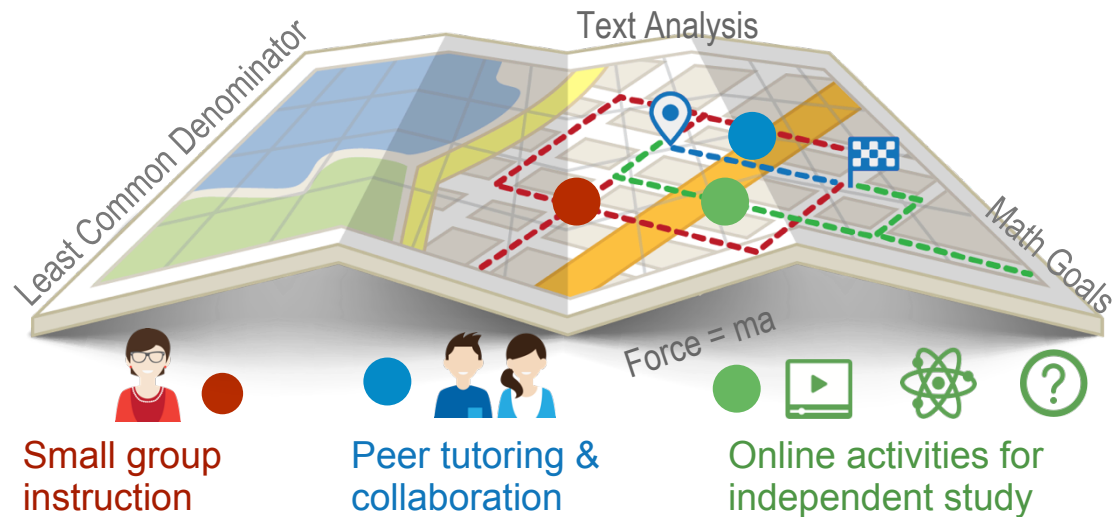 Text Analysis
Least Common Denominator
Math Goals
Force = ma
Small group
instruction
Peer tutoring &
collaboration
Online activities for
independent study